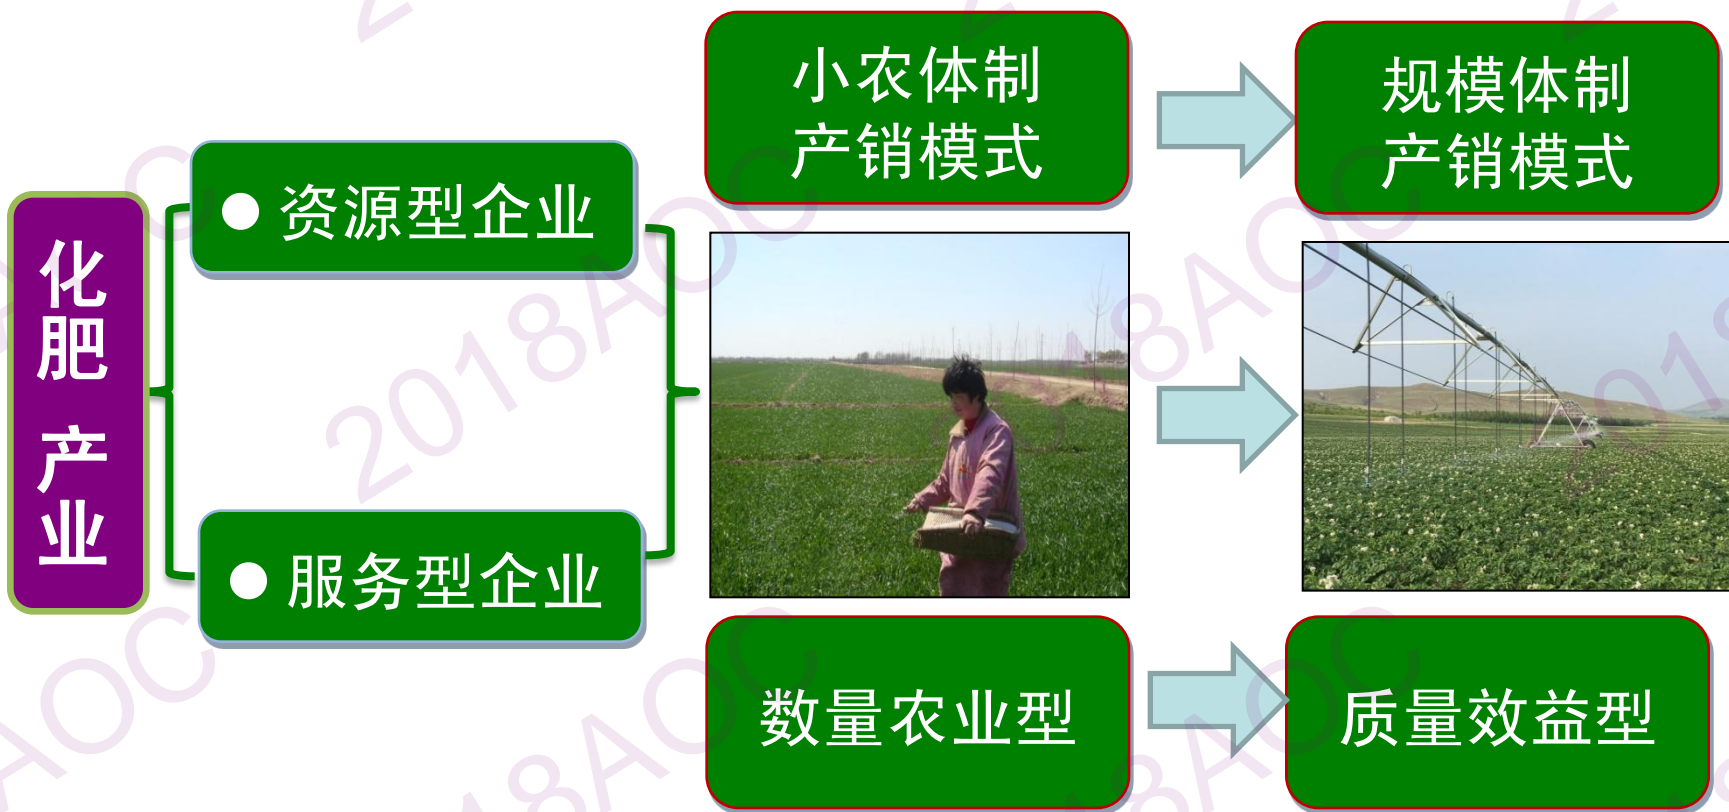 化肥 产业
● 资源型企业
● 服务型企业
小农体制
产销模式
规模体制
产销模式
数量农业型
质量效益型
2018AOC
2018AOC
2018AOC